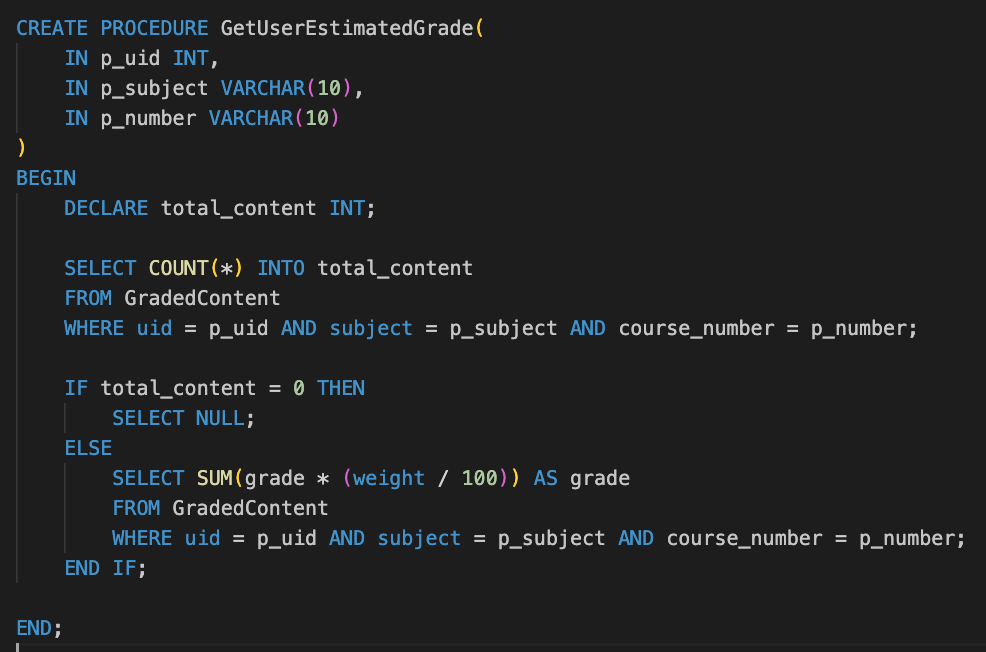 CREATE PROCEDURE GetUserEstimatedGrade(
    IN p_uid INT,
    IN p_subject VARCHAR(10),
    IN p_number VARCHAR(10)
)
BEGIN
    DECLARE total_content INT;

    SELECT COUNT(*) INTO total_content
    FROM GradedContent
    WHERE uid = p_uid AND subject = p_subject AND course_number = p_number;

    IF total_content = 0 THEN
        SELECT NULL;
    ELSE
        SELECT SUM(grade * (weight / 100)) AS grade
        FROM GradedContent
        WHERE uid = p_uid AND subject = p_subject AND course_number = p_number;
    END IF;

END;